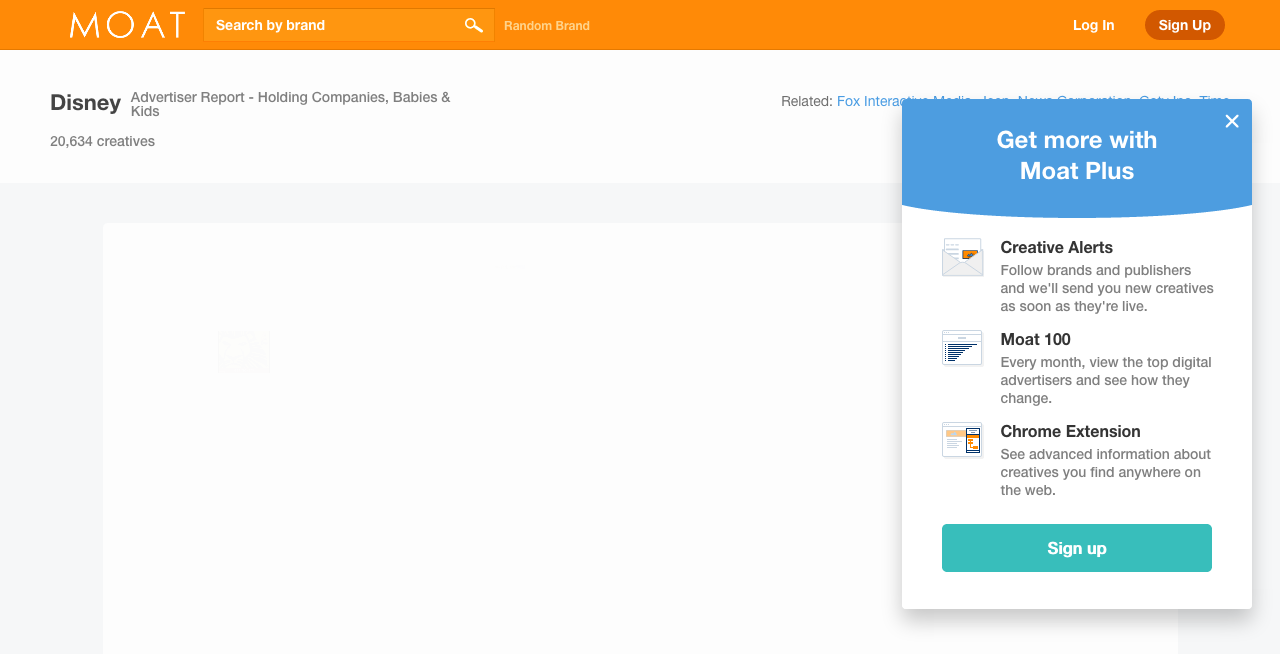 MOAT
Search by brand
Random Brand
Log In
Sign Up
Disney
Advertiser Report - Holding Companies, Babies &
Kids
Related: Fox Interactive Media, Jeep, News Corporation, Coty Inc, Time
20,634 creatives
Get more with
Moat Plus
Creative Alerts
Follow brands and publishers
and we'll send you new creatives
as soon as they're live.
Moat 100
Every month, view the top digital
advertisers and see how they
change.
Chrome Extension
See advanced information about
creatives you find anywhere on
the web.
Sign up